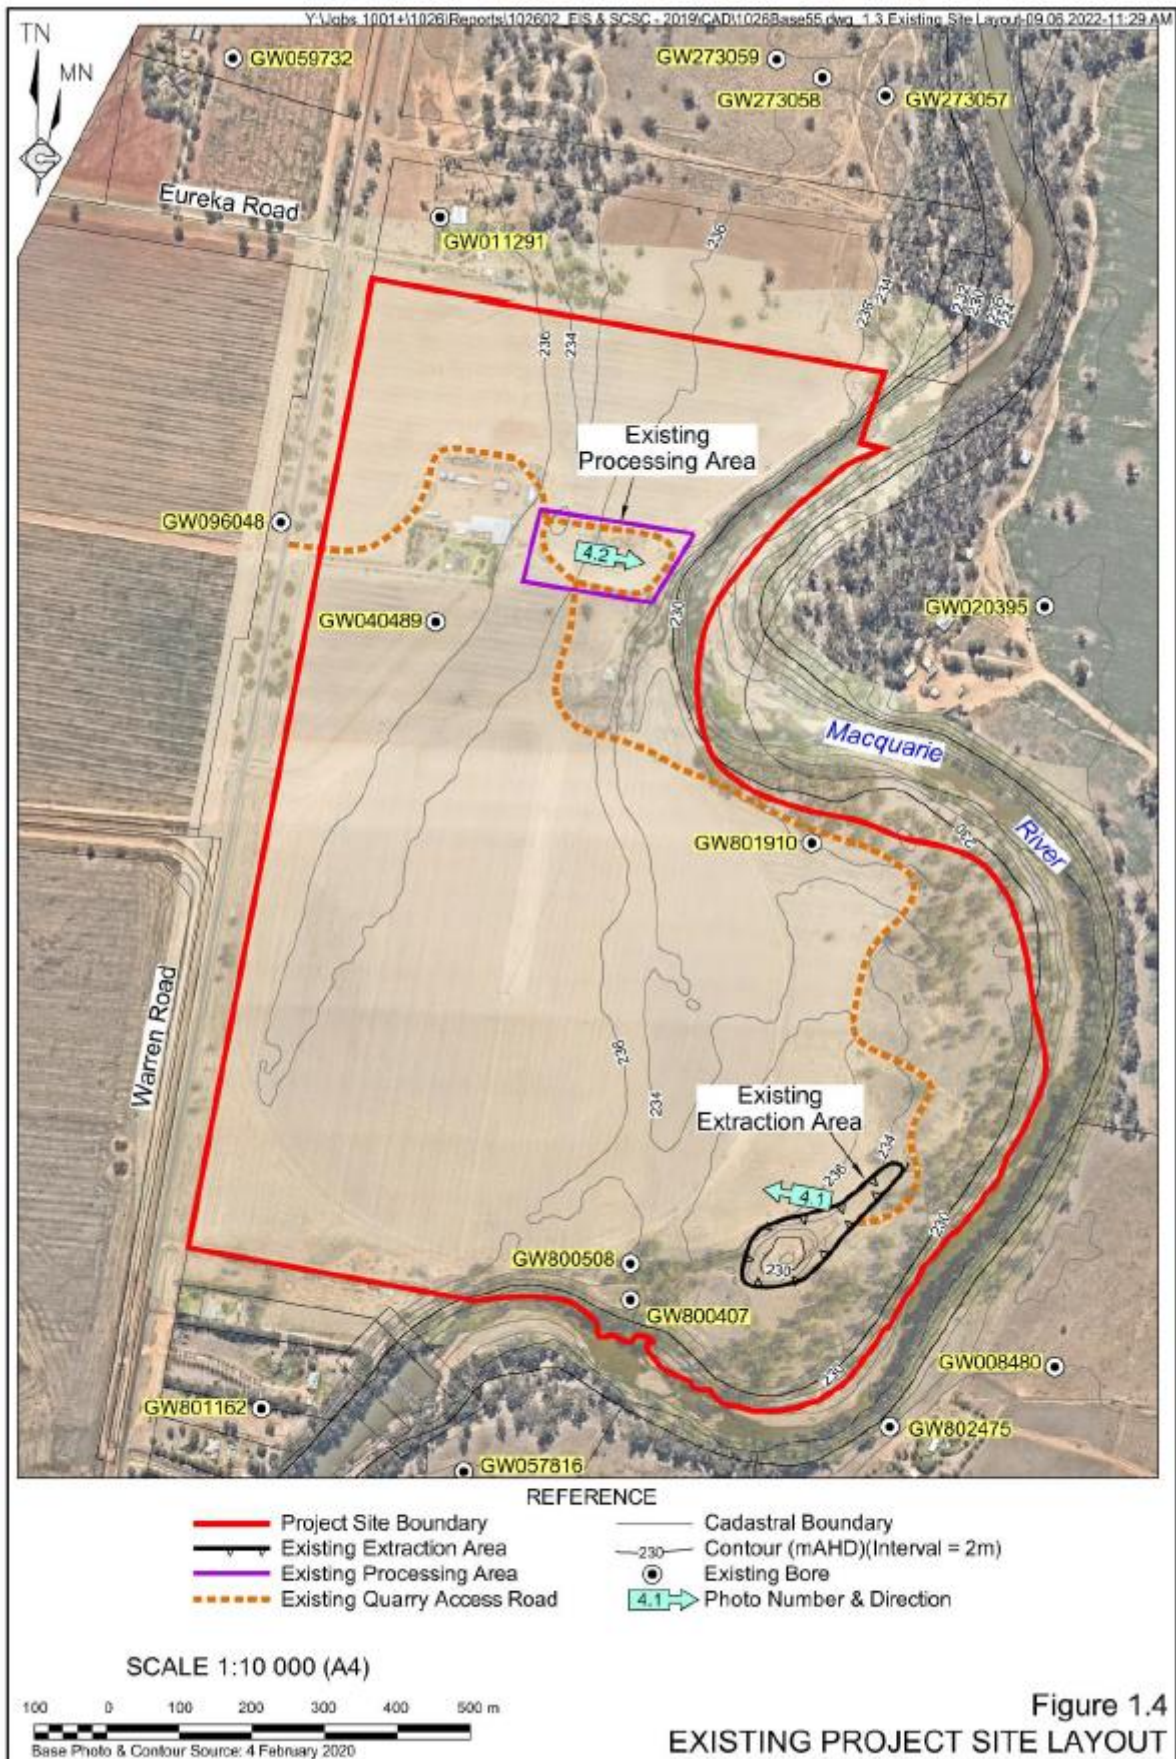 Y:\Jobs 1001+\1026\Reports\102602_EIS & SCSC - 2019\CAD\1026Base55.dwg_1.3 Existing Site Layout-09.06.2022-11:29 AM
TN
MN
GW059732
GW273059
GW273058
GW273057
Eureka Road
GW011291
236
236
234
236
234
Existing
Processing Area
4.2
GW096048
GW040489
230
GW020395
Macquarie
River
230
GW801910
Warren Road
236
234
Existing
Extraction Area
234
236
4.1
230
230
GW800508
GW800407
230
GW008480
GW801162
GW802475
GW057816
REFERENCE
Project Site Boundary
Existing Extraction Area
Existing Processing Area
Existing Quarry Access Road
Cadastral Boundary
230 Contour (mAHD)(Interval = 2m)
Existing Bore
4.1 Photo Number & Direction
SCALE 1:10 000 (A4)
100 0 100 200 300 400 500 m
Base Photo & Contour Source: 4 February 2020
Figure 1.4
EXISTING PROJECT SITE LAYOUT